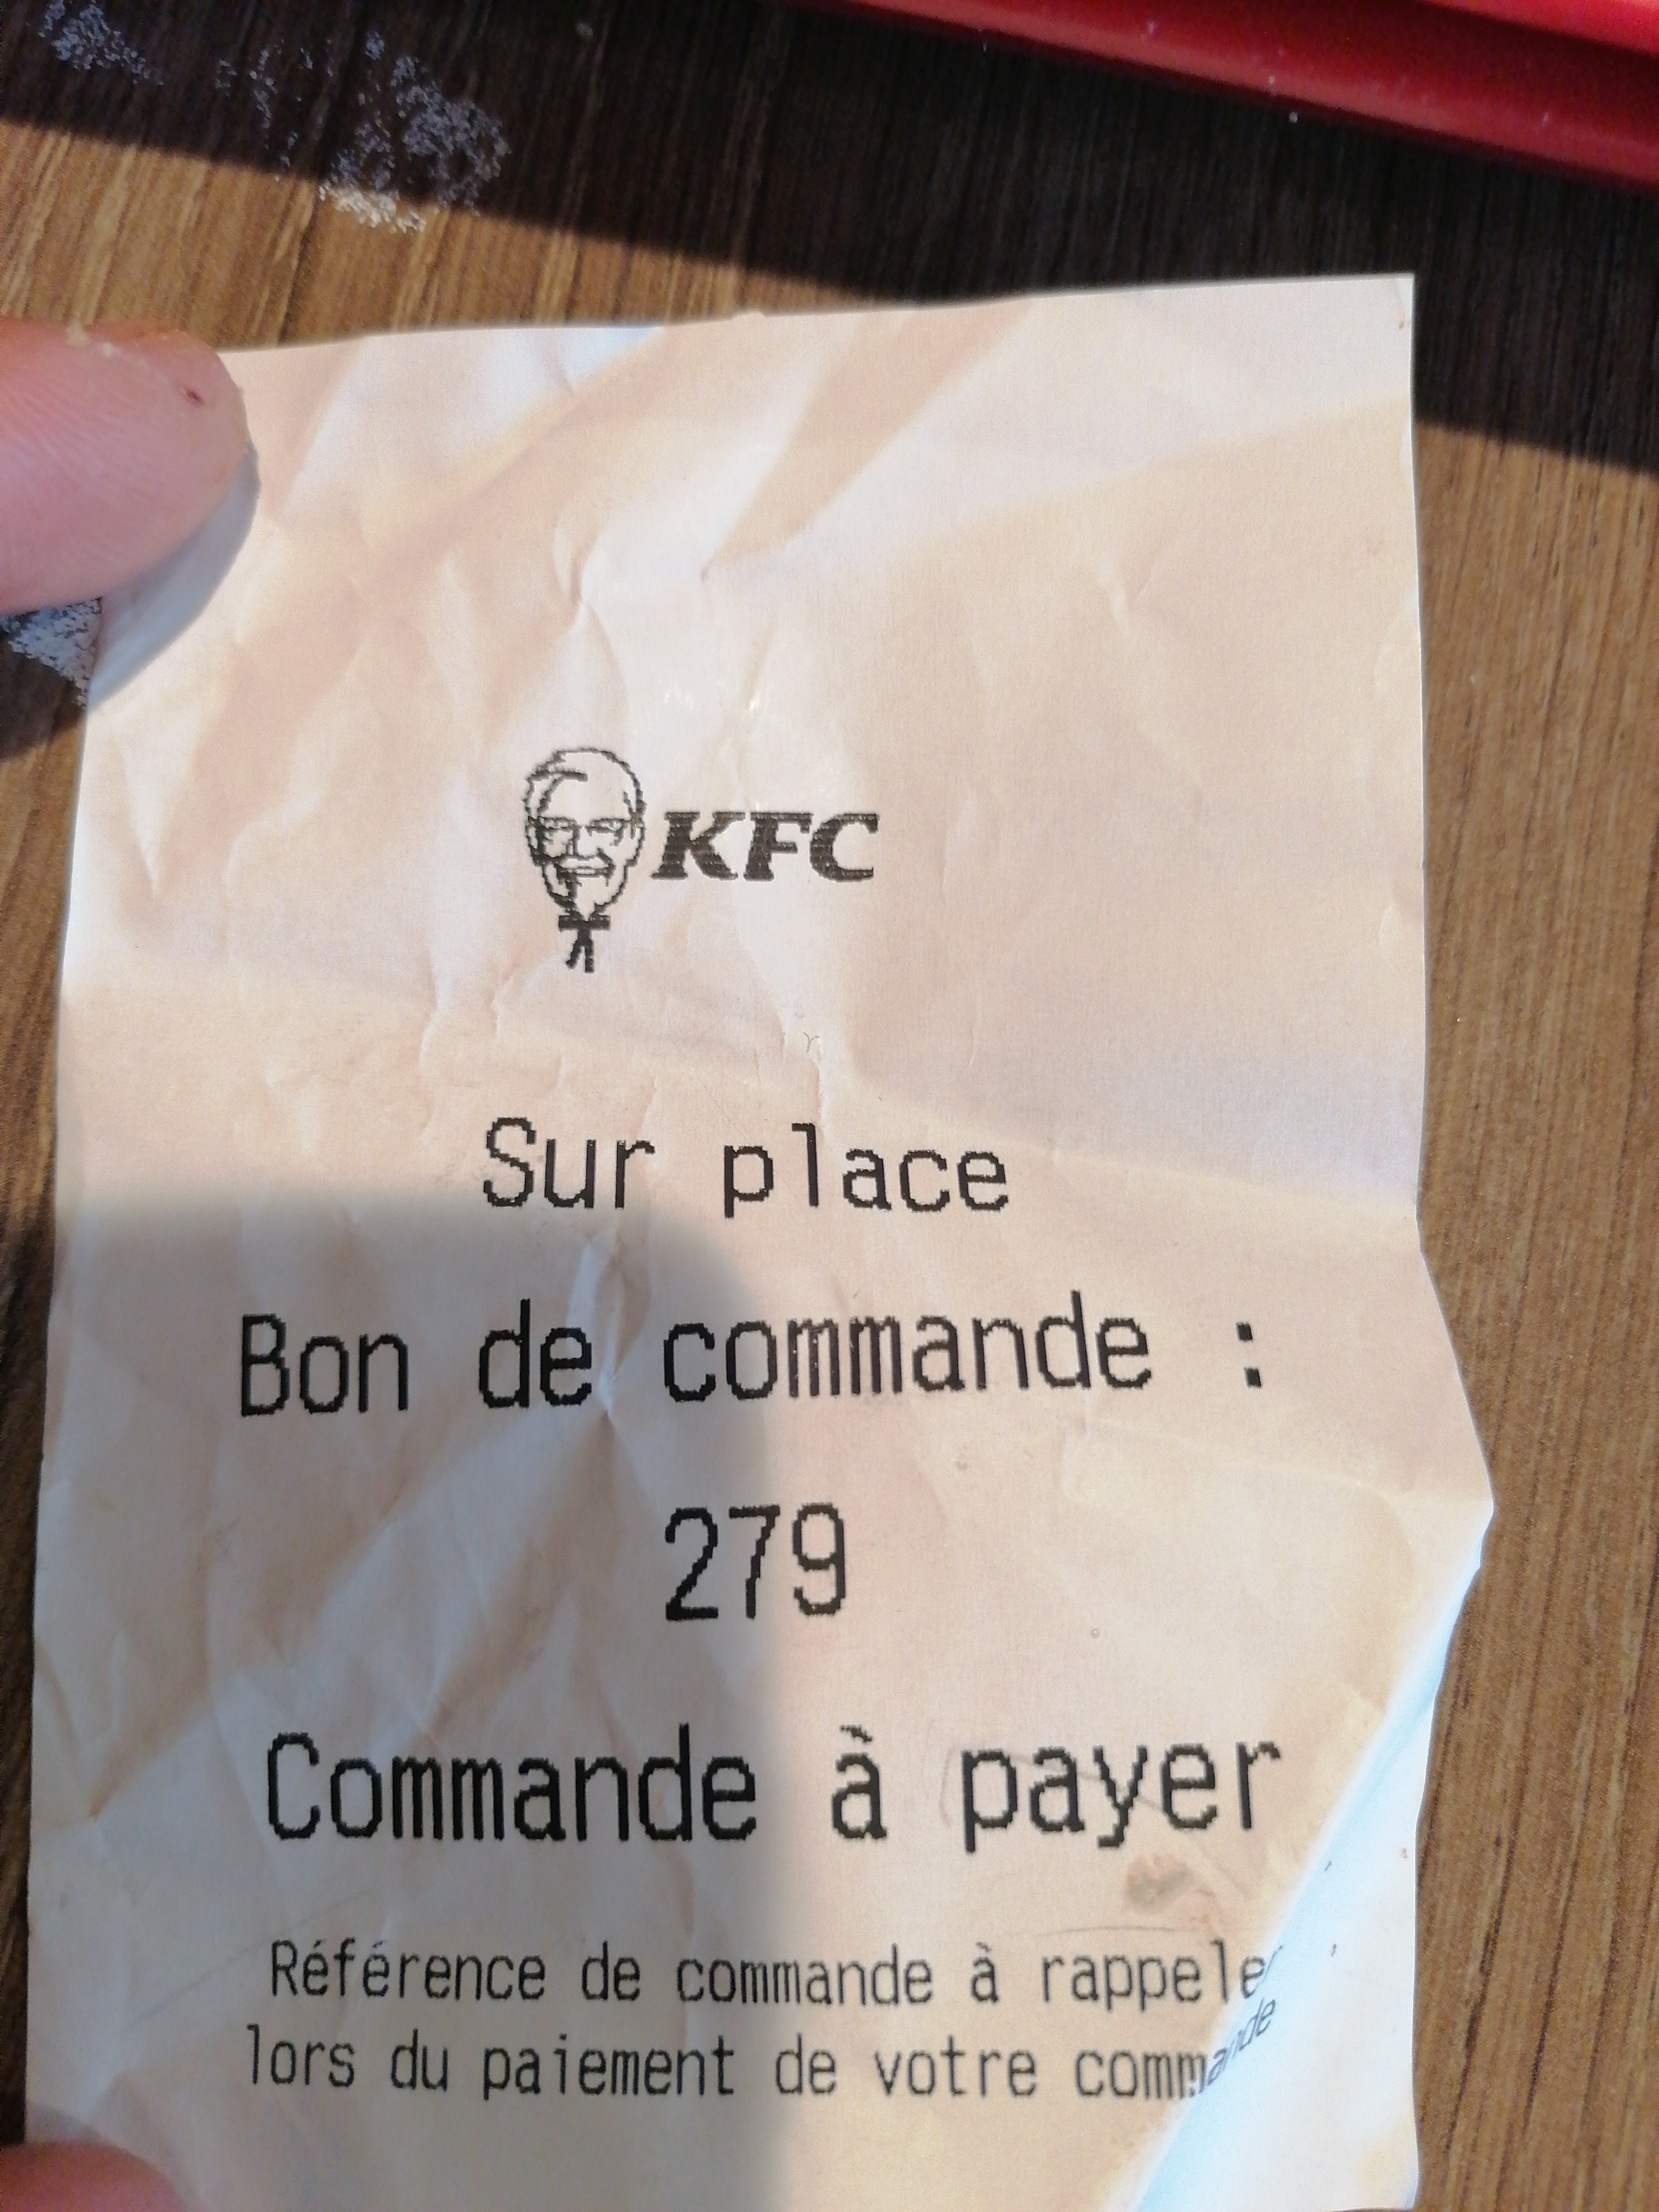 KFC
Sur place
Bon de commande :
279
Commande à payer
Référence de commande à rappeler
lors du paiement de votre commande